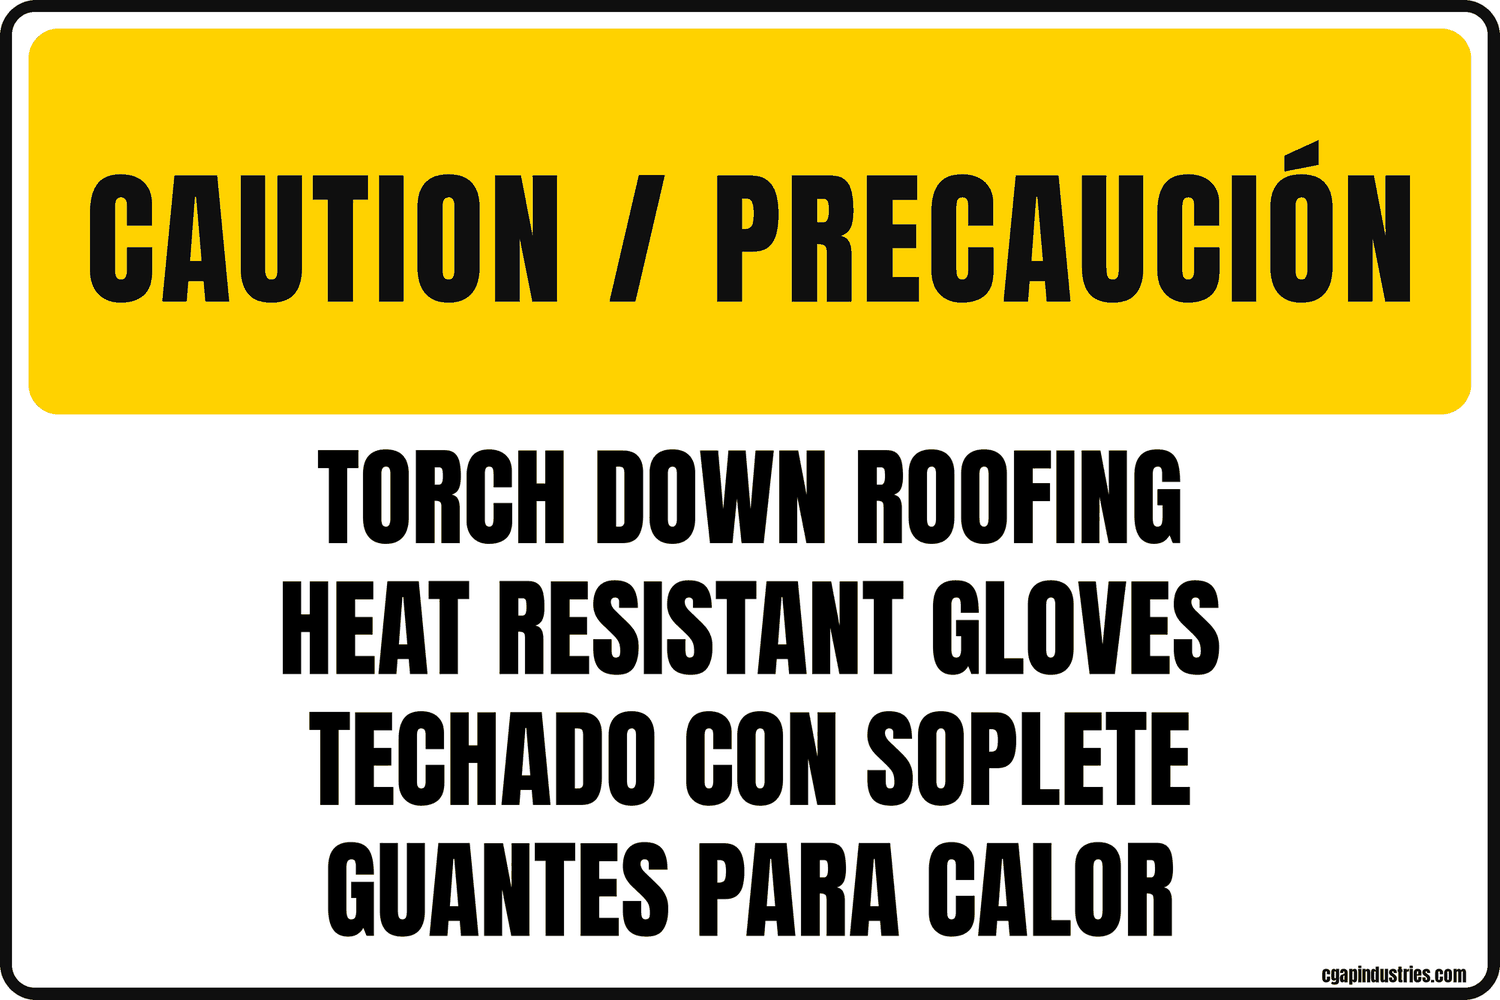 CAUTION / PRECAUCIÓN
TORCH DOWN ROOFING
HEAT RESISTANT GLOVES
TECHADO CON SOPLETE
GUANTES PARA CALOR
cgapindustries.com